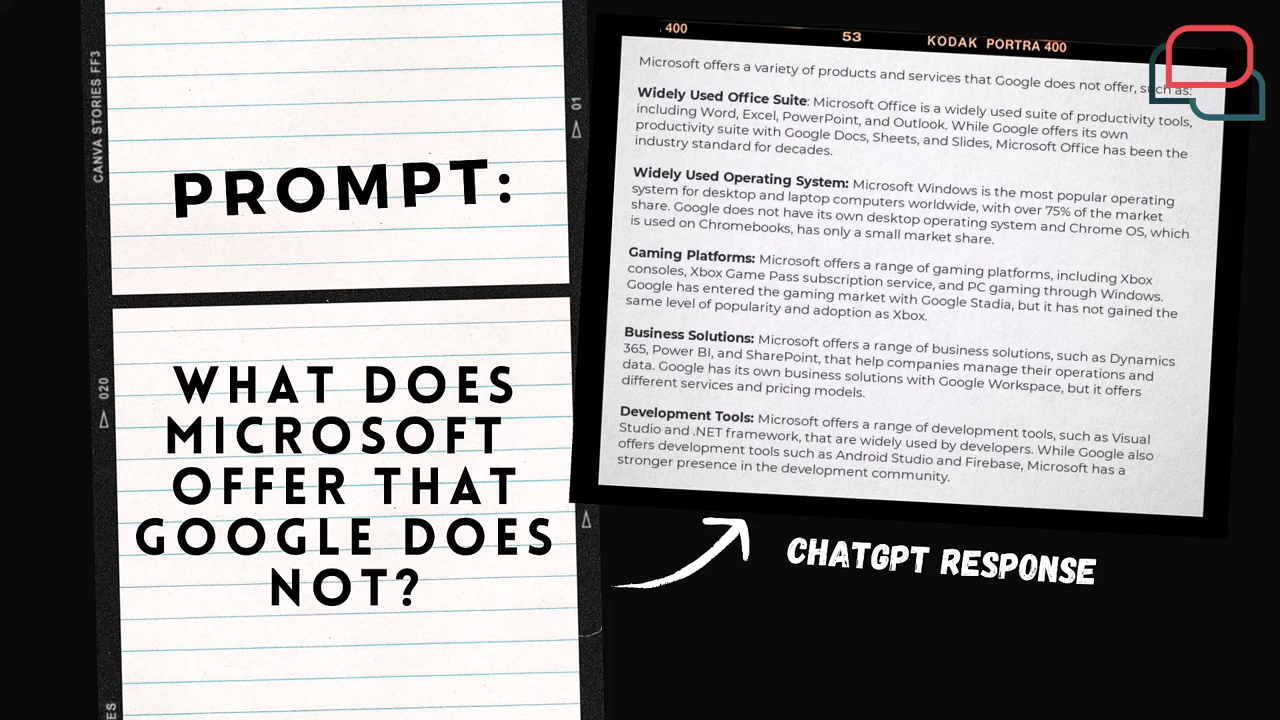 CANVA STORIES FF3
01
PROMPT:
020
WHAT DOES
MICROSOFT
OFFER THAT
GOOGLE DOES
NOT?
400
53
KODAK PORTRA 400
Microsoft offers a variety of products and services that Google does not offer, such as:
Widely Used Office Suite: Microsoft Office is a widely used suite of productivity tools,
including Word, Excel, PowerPoint, and Outlook. While Google offers its own
productivity suite with Google Docs, Sheets, and Slides, Microsoft Office has been the
industry standard for decades.
Widely Used Operating System: Microsoft Windows is the most popular operating
system for desktop and laptop computers worldwide, with over 75% of the market
share. Google does not have its own desktop operating system and Chrome OS, which
is used on Chromebooks, has only a small market share.
Gaming Platforms: Microsoft offers a range of gaming platforms, including Xbox
consoles, Xbox Game Pass subscription service, and PC gaming through Windows.
Google has entered the gaming market with Google Stadia, but it has not gained the
same level of popularity and adoption as Xbox.
Business Solutions: Microsoft offers a range of business solutions, such as Dynamics
365, Power BI, and SharePoint, that help companies manage their operations and
data. Google has its own business solutions with Google Workspace, but it offers
different services and pricing models.
Development Tools: Microsoft offers a range of development tools, such as Visual
Studio and .NET framework, that are widely used by developers. While Google also
offers development tools such as Android Studio and Firebase, Microsoft has a
stronger presence in the development community.
CHATGPT RESPONSE